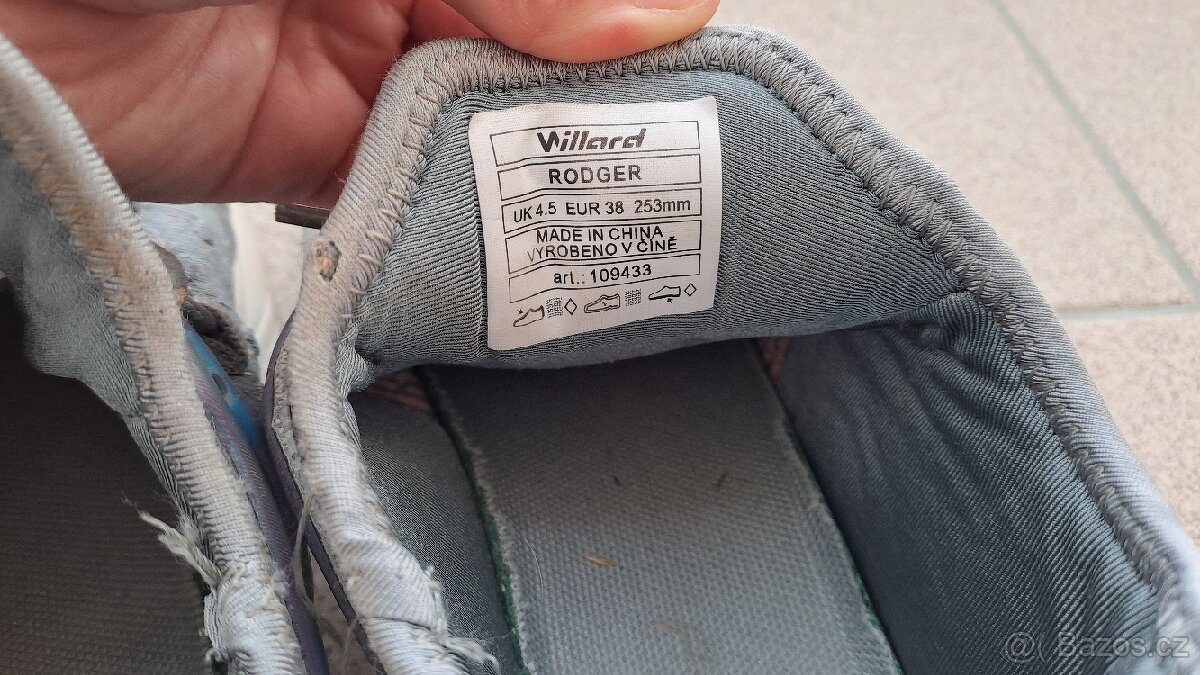 Willard
RODGER
UK 4.5 EUR 38 253mm
MADE IN CHINA
VYROBENO V ČÍNĚ
art.: 109433
Bazos.cz